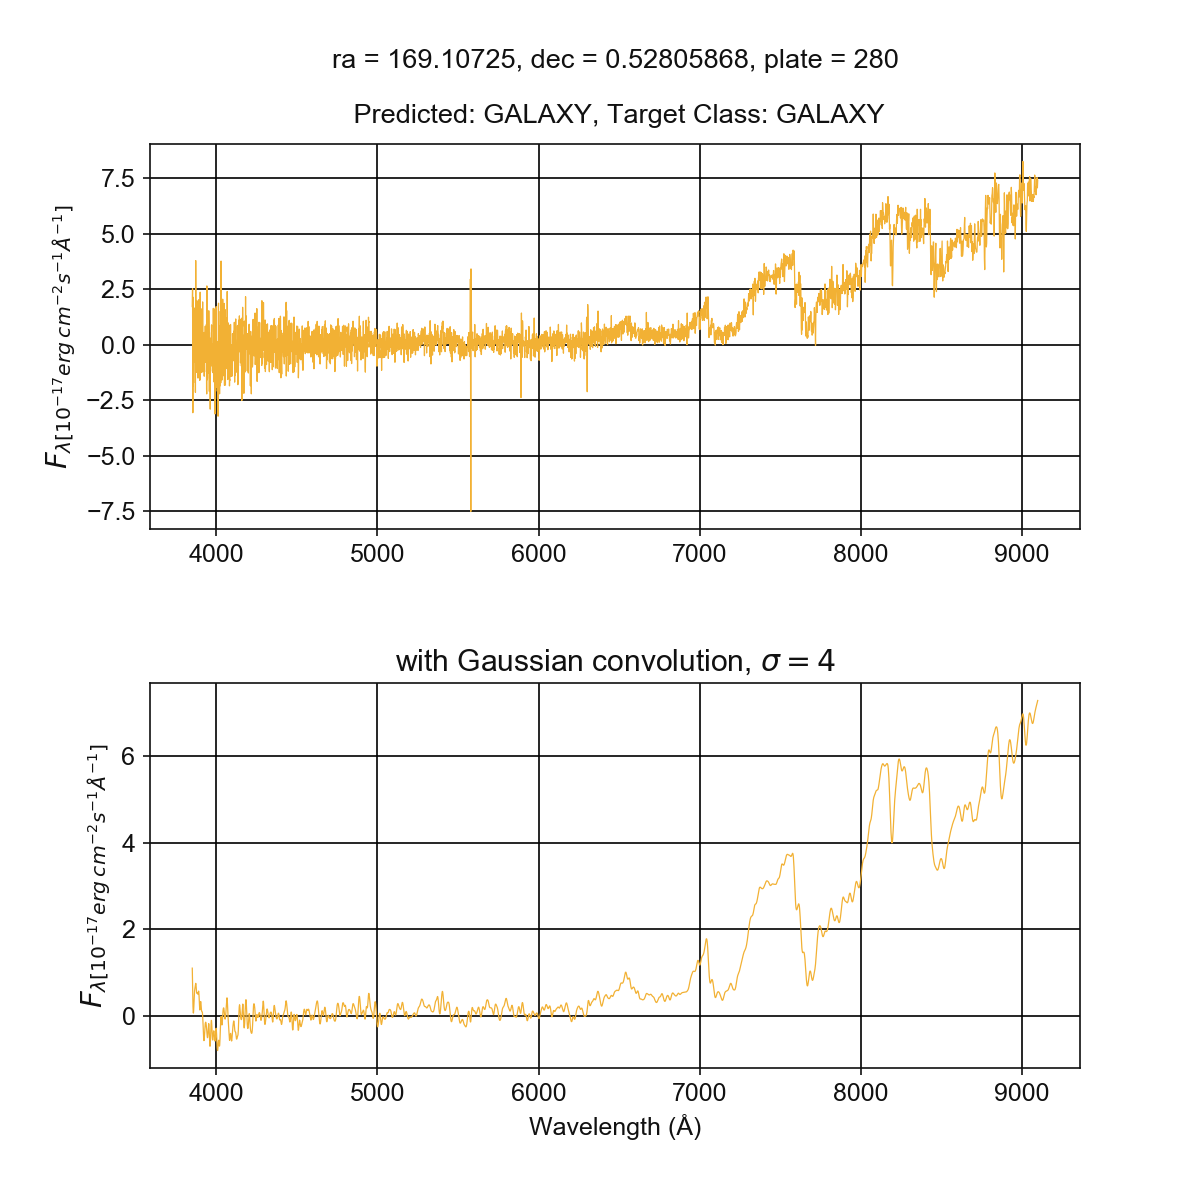 ra = 169.10725, dec = 0.52805868, plate = 280
Predicted: GALAXY, Target Class: GALAXY
7.5
5.0
2.5
0.0
−2.5
−5.0
−7.5
Fλ[10⁻¹⁷erg cm⁻²s⁻¹Å⁻¹]
4000 5000 6000 7000 8000 9000
with Gaussian convolution, σ = 4
6
4
2
0
Fλ[10⁻¹⁷erg cm⁻²s⁻¹Å⁻¹]
4000 5000 6000 7000 8000 9000
Wavelength (Å)